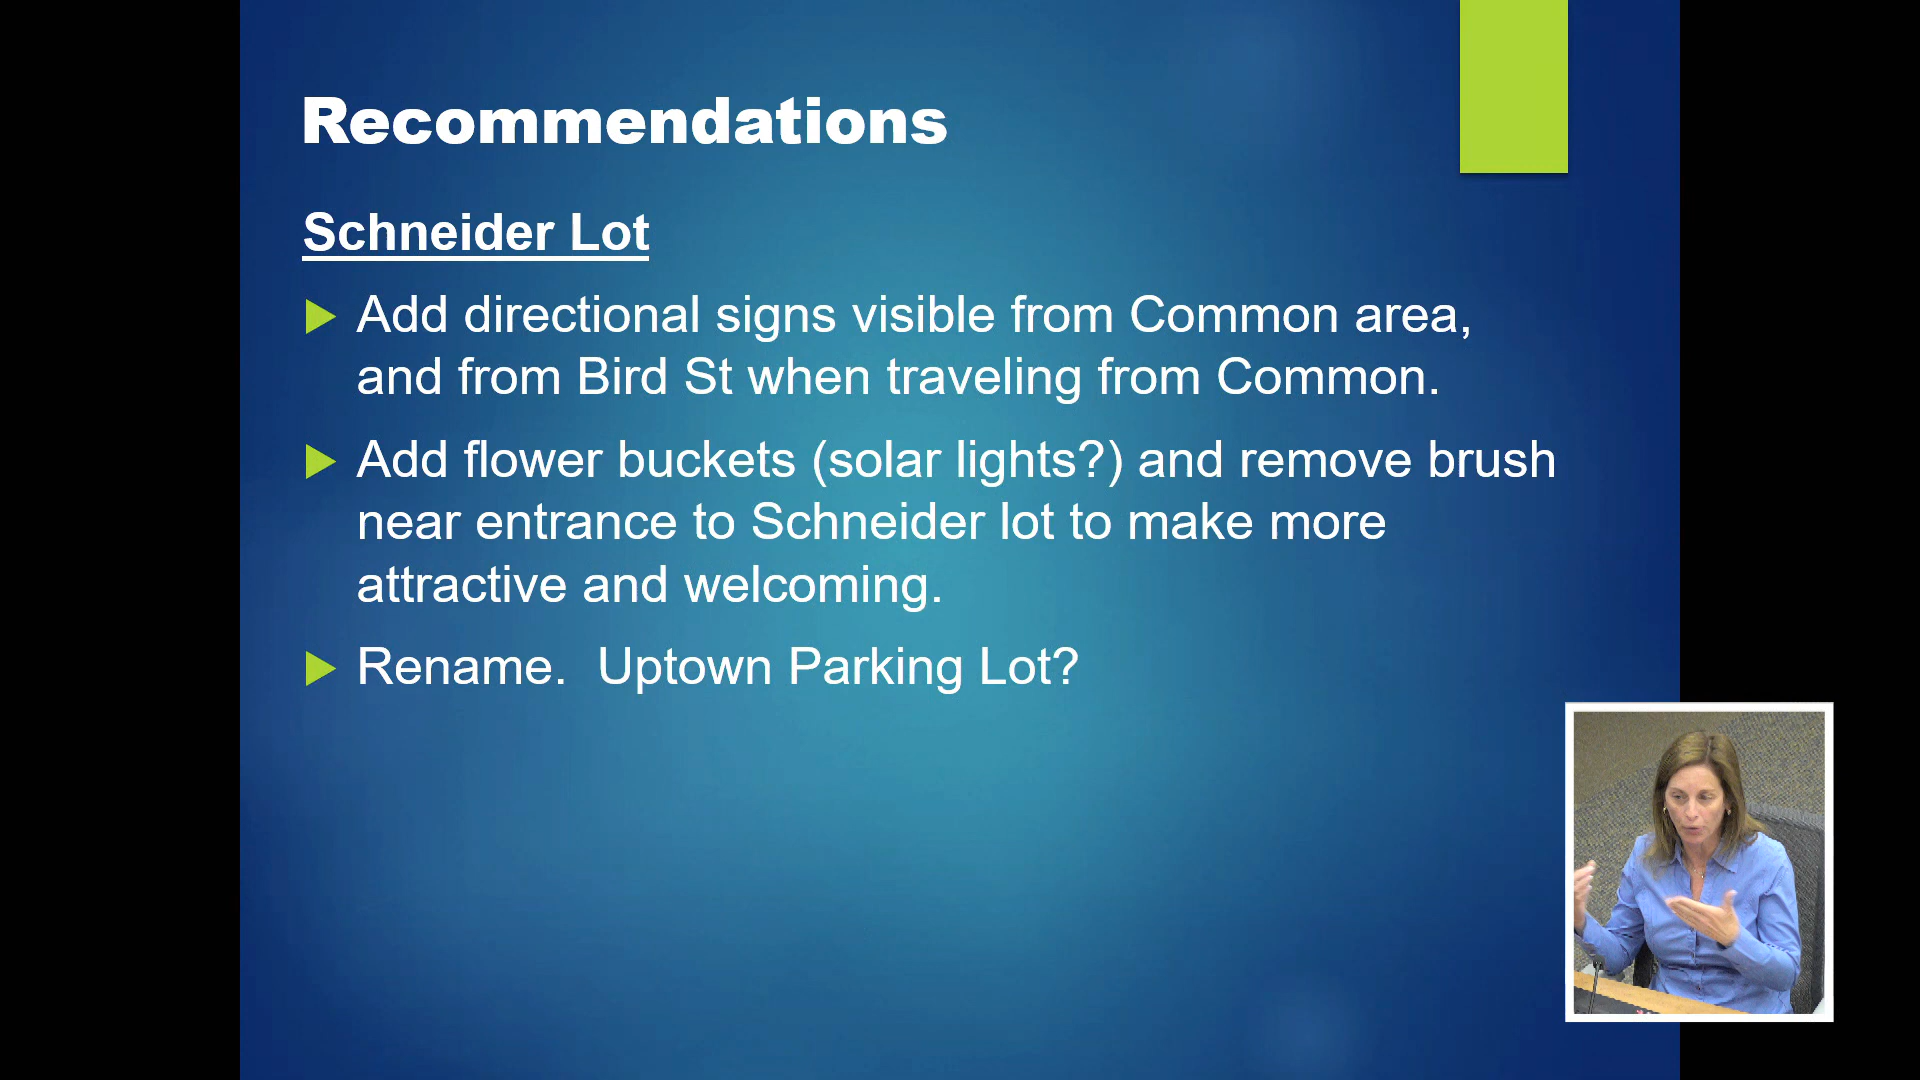 Recommendations
Schneider Lot
Add directional signs visible from Common area,
and from Bird St when traveling from Common.
Add flower buckets (solar lights?) and remove brush
near entrance to Schneider lot to make more
attractive and welcoming.
Rename.  Uptown Parking Lot?